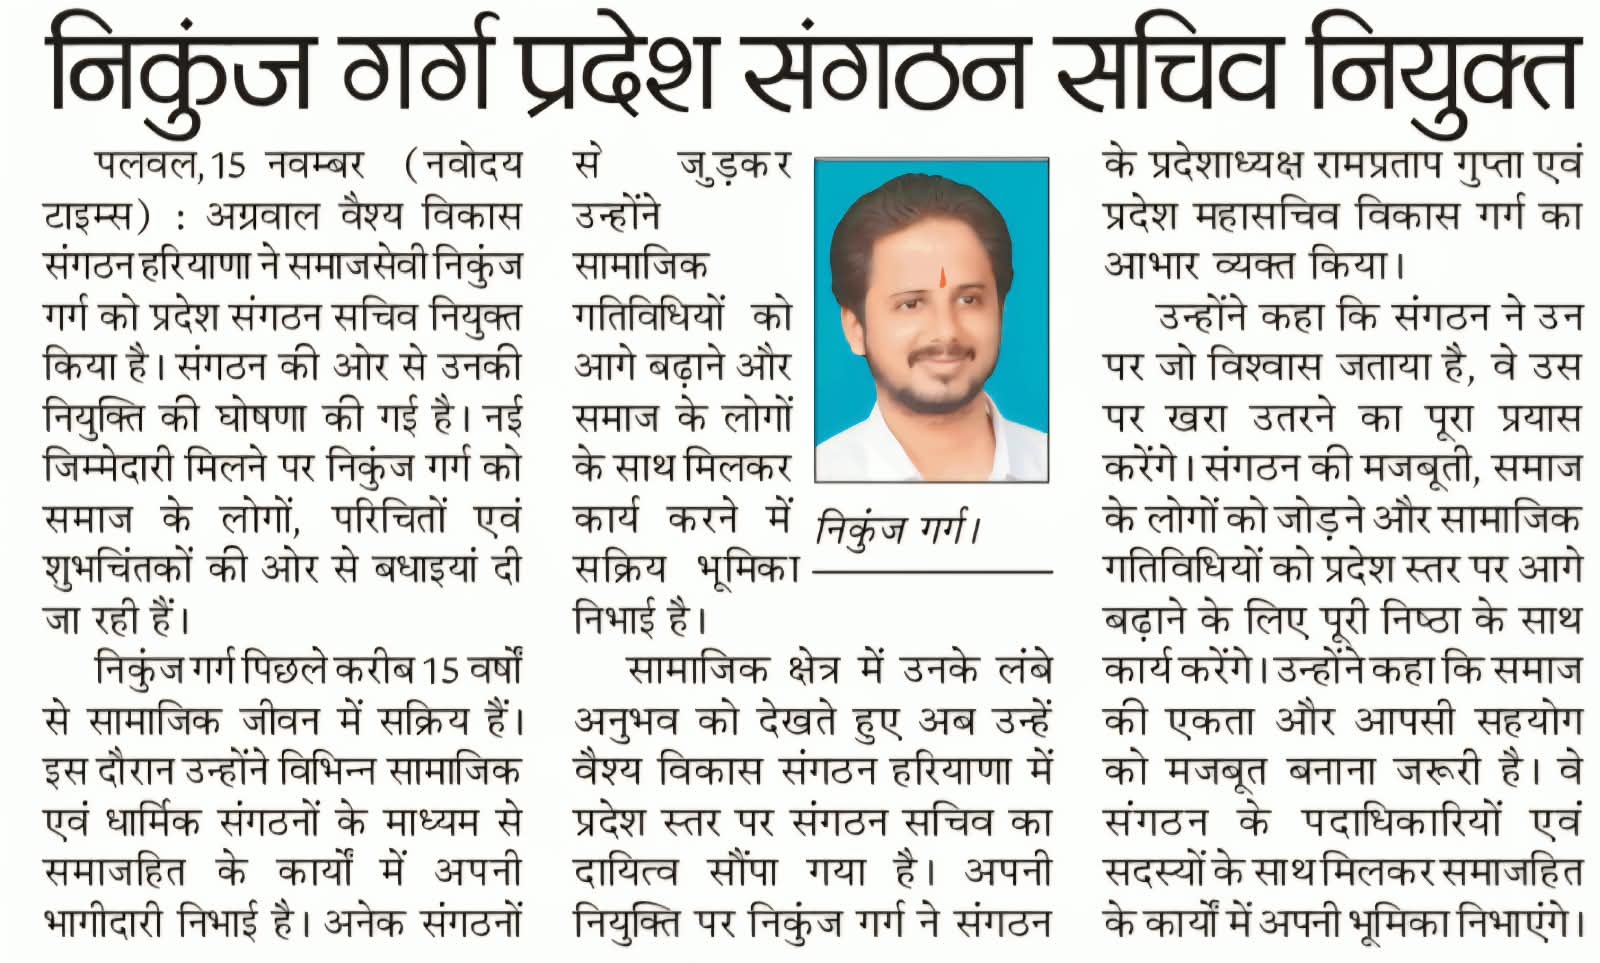 निकुंज गर्ग प्रदेश संगठन सचिव नियुक्त
पलवल, 15 नवम्बर (नवोदय
टाइम्स) : अग्रवाल वैश्य विकास
संगठन हरियाणा ने समाजसेवी निकुंज
गर्ग को प्रदेश संगठन सचिव नियुक्त
किया है। संगठन की ओर से उनकी
नियुक्ति की घोषणा की गई है। नई
जिम्मेदारी मिलने पर निकुंज गर्ग को
समाज के लोगों, परिचितों एवं
शुभचिंतकों की ओर से बधाइयां दी
जा रही हैं।
निकुंज गर्ग पिछले करीब 15 वर्षों
से सामाजिक जीवन में सक्रिय हैं।
इस दौरान उन्होंने विभिन्न सामाजिक
एवं धार्मिक संगठनों के माध्यम से
समाजहित के कार्यों में अपनी
भागीदारी निभाई है। अनेक संगठनों
से जुड़कर
उन्होंने
सामाजिक
गतिविधियों को
आगे बढ़ाने और
समाज के लोगों
के साथ मिलकर
कार्य करने में
सक्रिय भूमिका
निभाई है।
निकुंज गर्ग।
सामाजिक क्षेत्र में उनके लंबे
अनुभव को देखते हुए अब उन्हें
वैश्य विकास संगठन हरियाणा में
प्रदेश स्तर पर संगठन सचिव का
दायित्व सौंपा गया है। अपनी
नियुक्ति पर निकुंज गर्ग ने संगठन
के प्रदेशाध्यक्ष रामप्रताप गुप्ता एवं
प्रदेश महासचिव विकास गर्ग का
आभार व्यक्त किया।
उन्होंने कहा कि संगठन ने उन
पर जो विश्वास जताया है, वे उस
पर खरा उतरने का पूरा प्रयास
करेंगे। संगठन की मजबूती, समाज
के लोगों को जोड़ने और सामाजिक
गतिविधियों को प्रदेश स्तर पर आगे
बढ़ाने के लिए पूरी निष्ठा के साथ
कार्य करेंगे। उन्होंने कहा कि समाज
की एकता और आपसी सहयोग
को मजबूत बनाना जरूरी है। वे
संगठन के पदाधिकारियों एवं
सदस्यों के साथ मिलकर समाजहित
के कार्यों में अपनी भूमिका निभाएंगे।